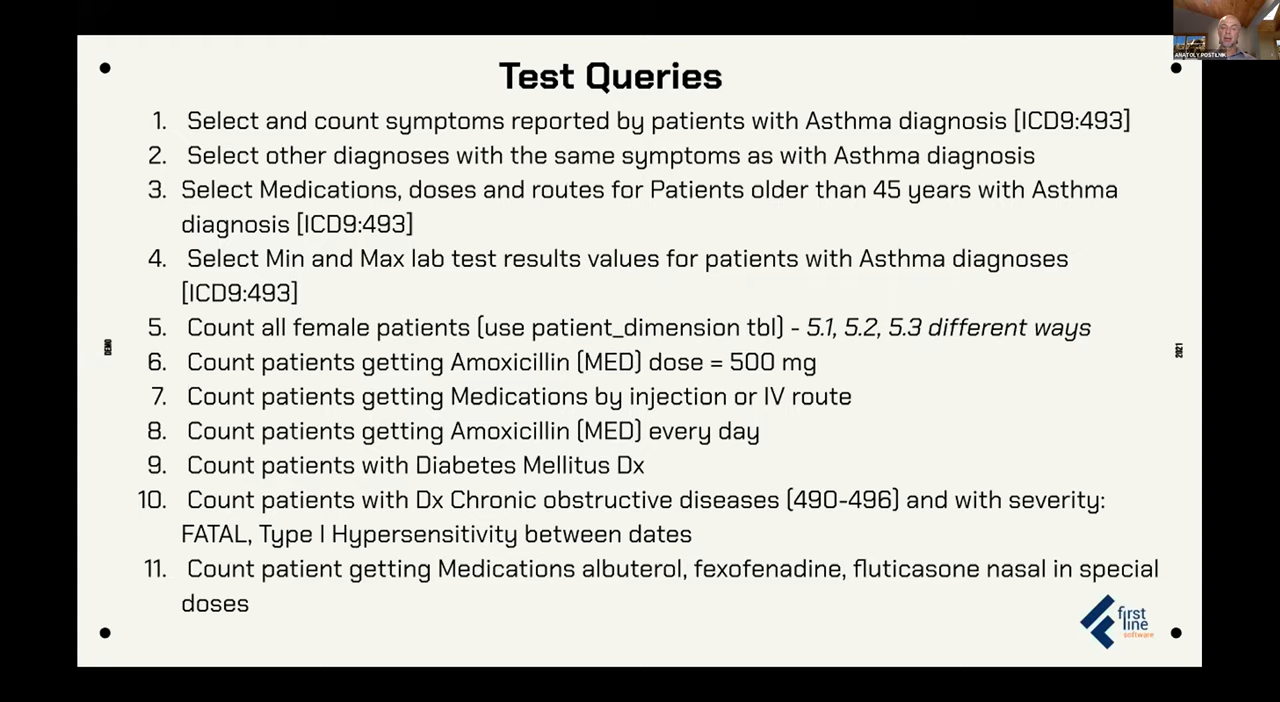 ANATOLY POSTILNIK
Test Queries
1. Select and count symptoms reported by patients with Asthma diagnosis [ICD9:493]
2. Select other diagnoses with the same symptoms as with Asthma diagnosis
3. Select Medications, doses and routes for Patients older than 45 years with Asthma
diagnosis [ICD9:493]
4. Select Min and Max lab test results values for patients with Asthma diagnoses
[ICD9:493]
5. Count all female patients (use patient_dimension tbl) - 5.1, 5.2, 5.3 different ways
DEMO
2021
6. Count patients getting Amoxicillin (MED) dose = 500 mg
7. Count patients getting Medications by injection or IV route
8. Count patients getting Amoxicillin (MED) every day
9. Count patients with Diabetes Mellitus Dx
10. Count patients with Dx Chronic obstructive diseases (490-496) and with severity:
FATAL, Type I Hypersensitivity between dates
11. Count patient getting Medications albuterol, fexofenadine, fluticasone nasal in special
doses
first
line
software